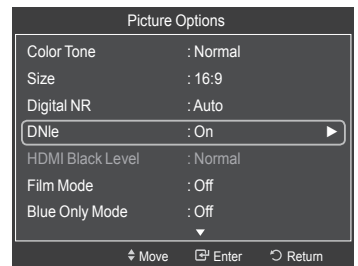 Picture Options
Color Tone : Normal
Size : 16:9
Digital NR : Auto
DNIe : On ►
HDMI Black Level : Normal
Film Mode : Off
Blue Only Mode : Off
▼
Move Enter Return